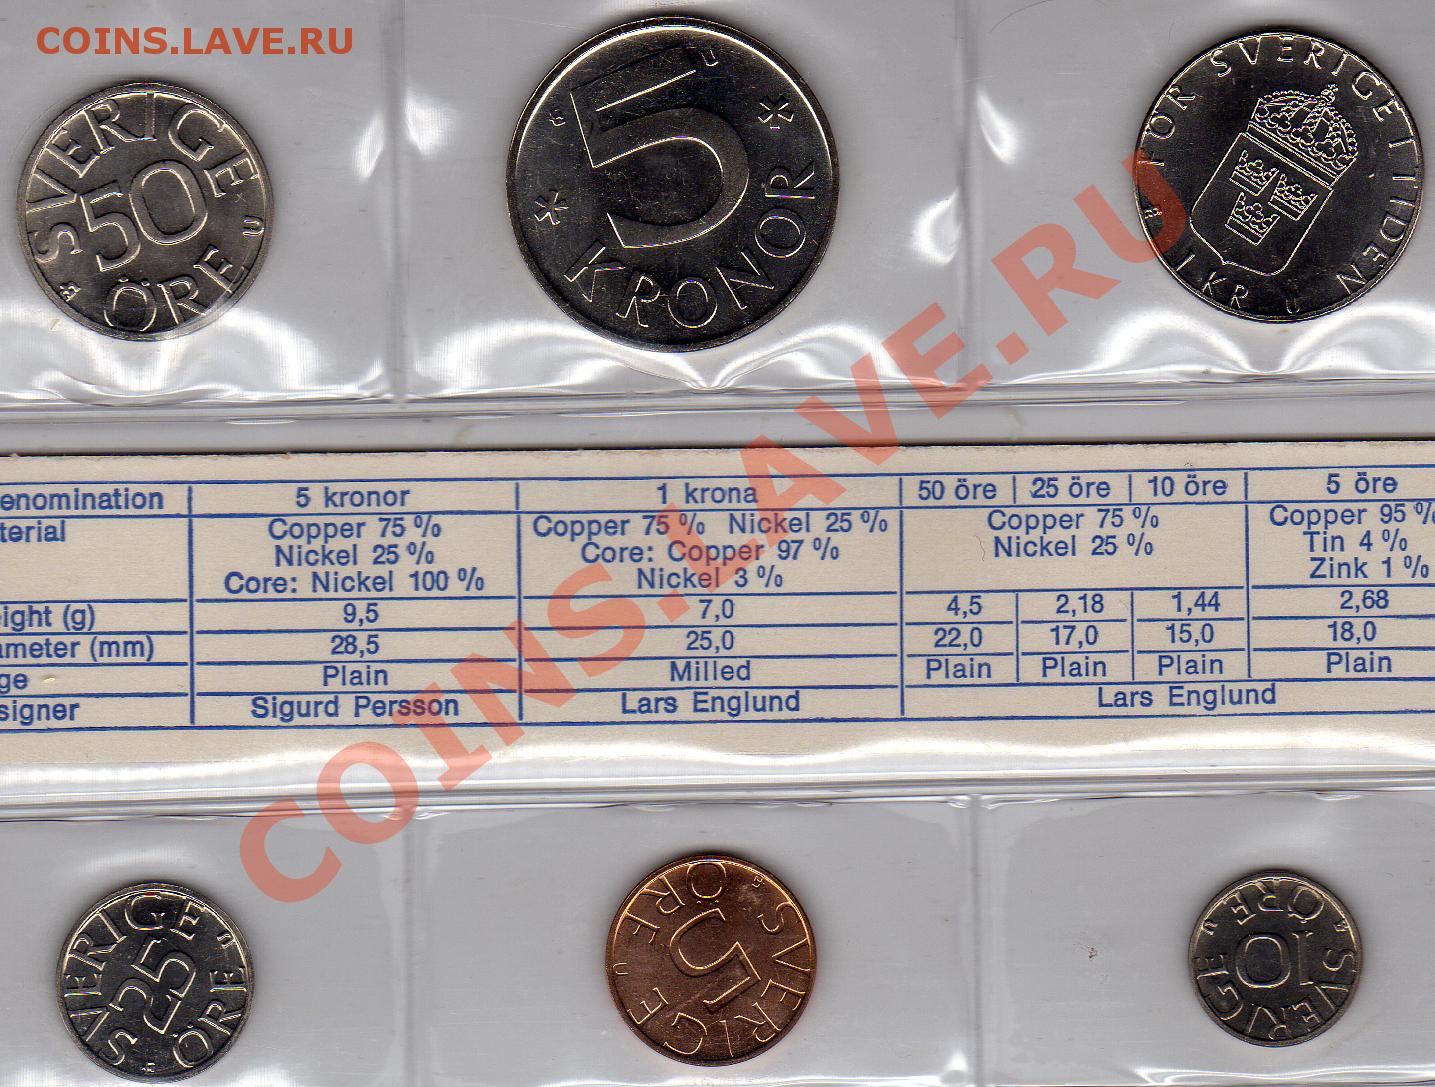 COINS.LAVE.RU
SVERIGE
50
ÖRE
U
5
KRONOR
U
FÖR SVERIGE I TIDEN
1 KR U
enomination | 5 kronor | 1 krona | 50 öre | 25 öre | 10 öre | 5 öre
terial | Copper 75 % Nickel 25 % Core: Nickel 100 % | Copper 75 % Nickel 25 % Core: Copper 97 % Nickel 3 % | Copper 75 % Nickel 25 % | Copper 95 % Tin 4 % Zink 1 %
ight (g) | 9,5 | 7,0 | 4,5 | 2,18 | 1,44 | 2,68
ameter (mm) | 28,5 | 25,0 | 22,0 | 17,0 | 15,0 | 18,0
ge | Plain | Milled | Plain | Plain | Plain | Plain
signer | Sigurd Persson | Lars Englund | Lars Englund
COINS.LAVE.RU
SVERIGE
25
ÖRE
U
SVERIGE
5
ÖRE
U
SVERIGE
10
ÖRE
U